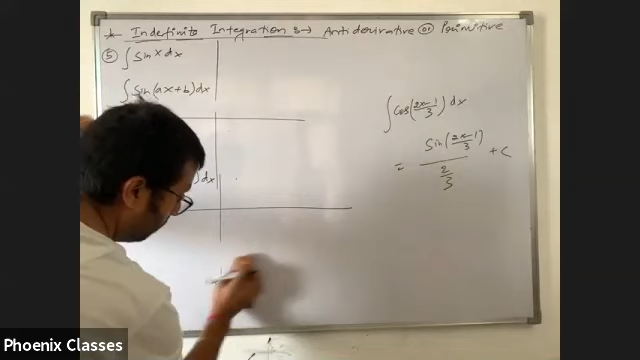 * Indefinite Integration :→ Antiderivative or Primitive
⑤ ∫ Sin x dx
∫ Sin(ax+b) dx
) dx
∫ Cos((2x-1)/3) dx
= Sin((2x-1)/3) / (2/3) + C
Phoenix Classes